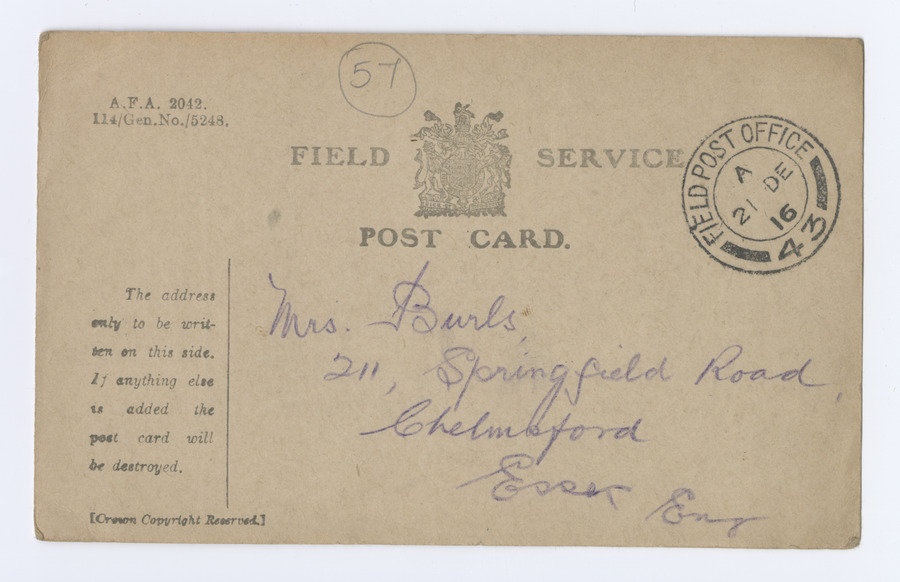 57
A.F.A. 2042.
114/Gen.No./5248.
FIELD SERVICE
POST CARD.
FIELD POST OFFICE
A
21 DE
16
43
The address
only to be writ-
ten on this side.
If anything else
is added the
post card will
be destroyed.
[Crown Copyright Reserved.]
Mrs. Burls,
211, Springfield Road,
Chelmsford
Essex Eng